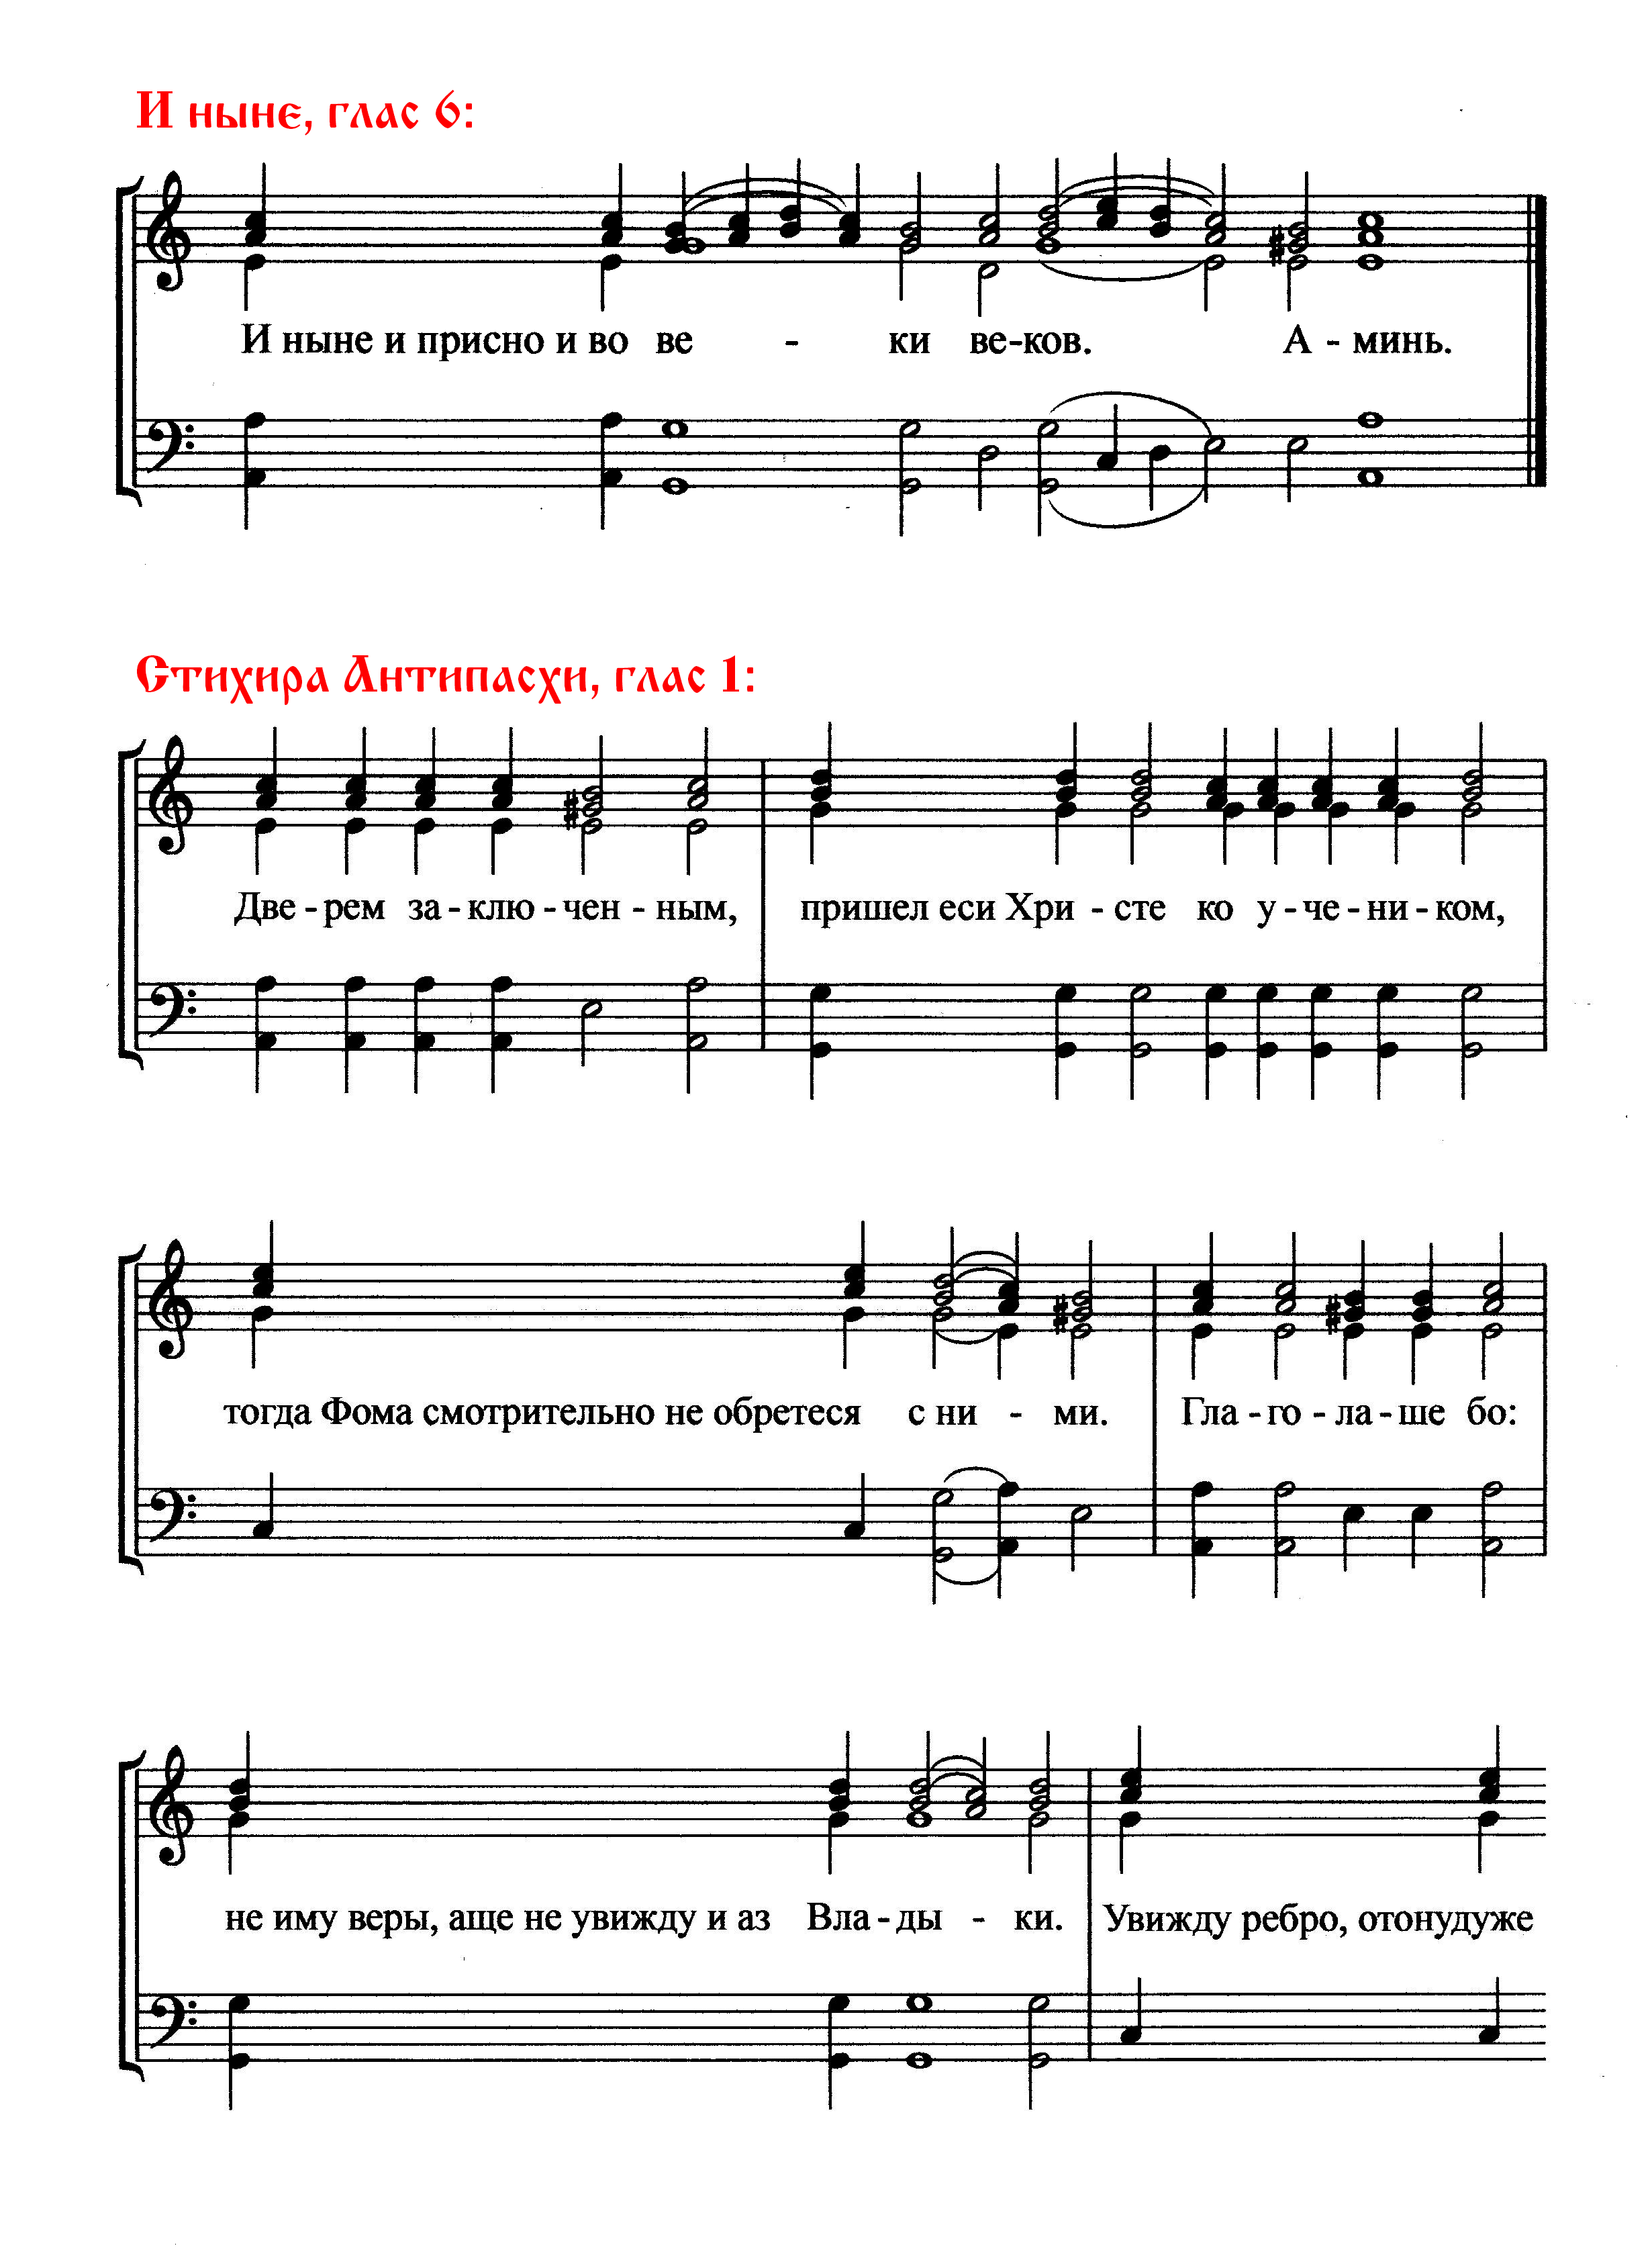 И ныне, глас 6:
И ныне и присно и во ве - ки ве-ков. А - минь.
Стихира Антипасхи, глас 1:
Две - рем за - клю - чен - ным, пришел еси Хри - сте ко у - че - ни - ком,
тогда Фома смотрительно не обретеся с ни - ми. Гла - го - ла - ше бо:
не иму веры, аще не увижду и аз Вла - ды - ки. Увижду ребро, отонудуже